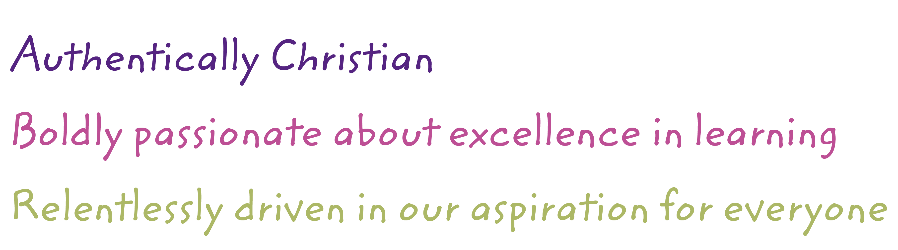 Authentically Christian
Boldly passionate about excellence in learning
Relentlessly driven in our aspiration for everyone